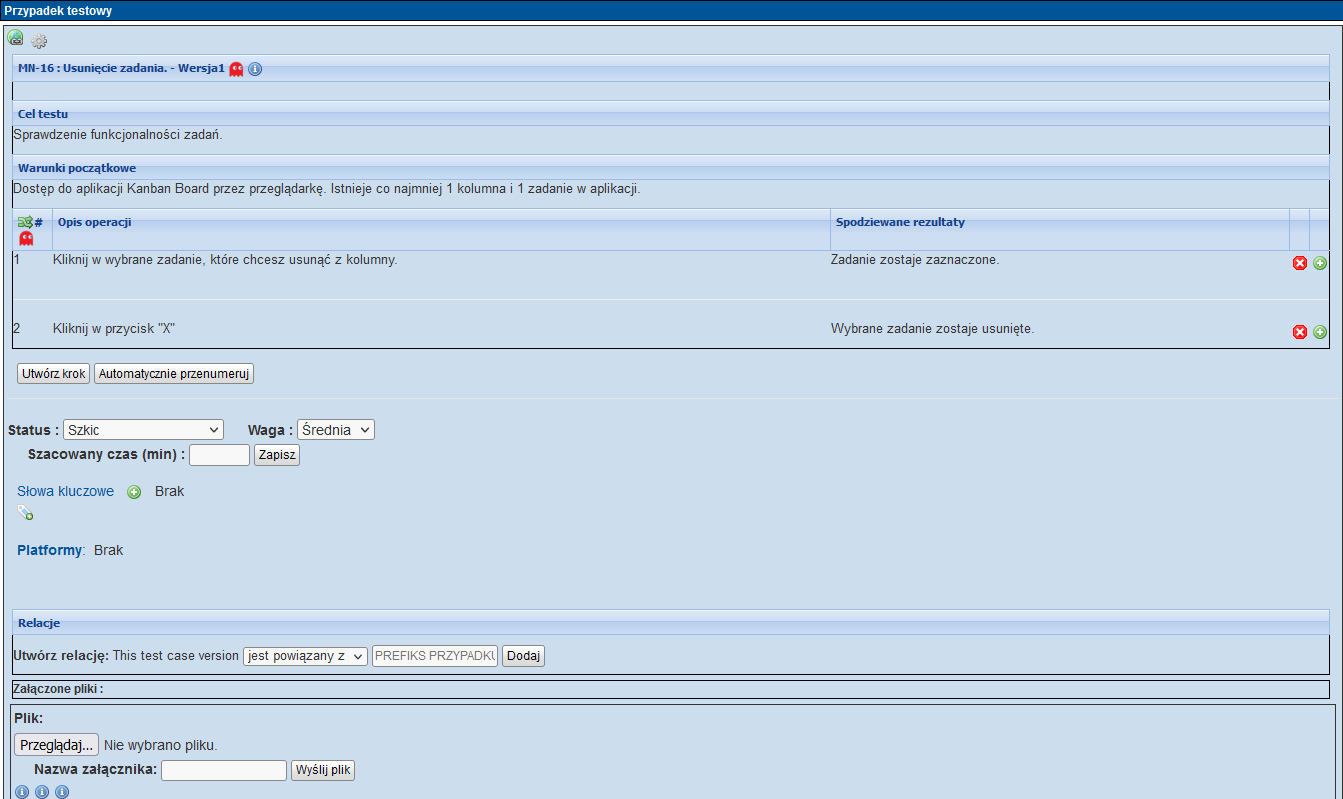 Przypadek testowy
MN-16 : Usunięcie zadania. - Wersja1
Cel testu
Sprawdzenie funkcjonalności zadań.
Warunki początkowe
Dostęp do aplikacji Kanban Board przez przeglądarkę. Istnieje co najmniej 1 kolumna i 1 zadanie w aplikacji.
# Opis operacji Spodziewane rezultaty
1 Kliknij w wybrane zadanie, które chcesz usunąć z kolumny. Zadanie zostaje zaznaczone.
2 Kliknij w przycisk "X" Wybrane zadanie zostaje usunięte.
Utwórz krok Automatycznie przenumeruj
Status : Szkic Waga : Średnia
Szacowany czas (min) : Zapisz
Słowa kluczowe Brak
Platformy: Brak
Relacje
Utwórz relację: This test case version jest powiązany z PREFIKS PRZYPADKU Dodaj
Załączone pliki :
Plik:
Przeglądaj... Nie wybrano pliku.
Nazwa załącznika: Wyślij plik